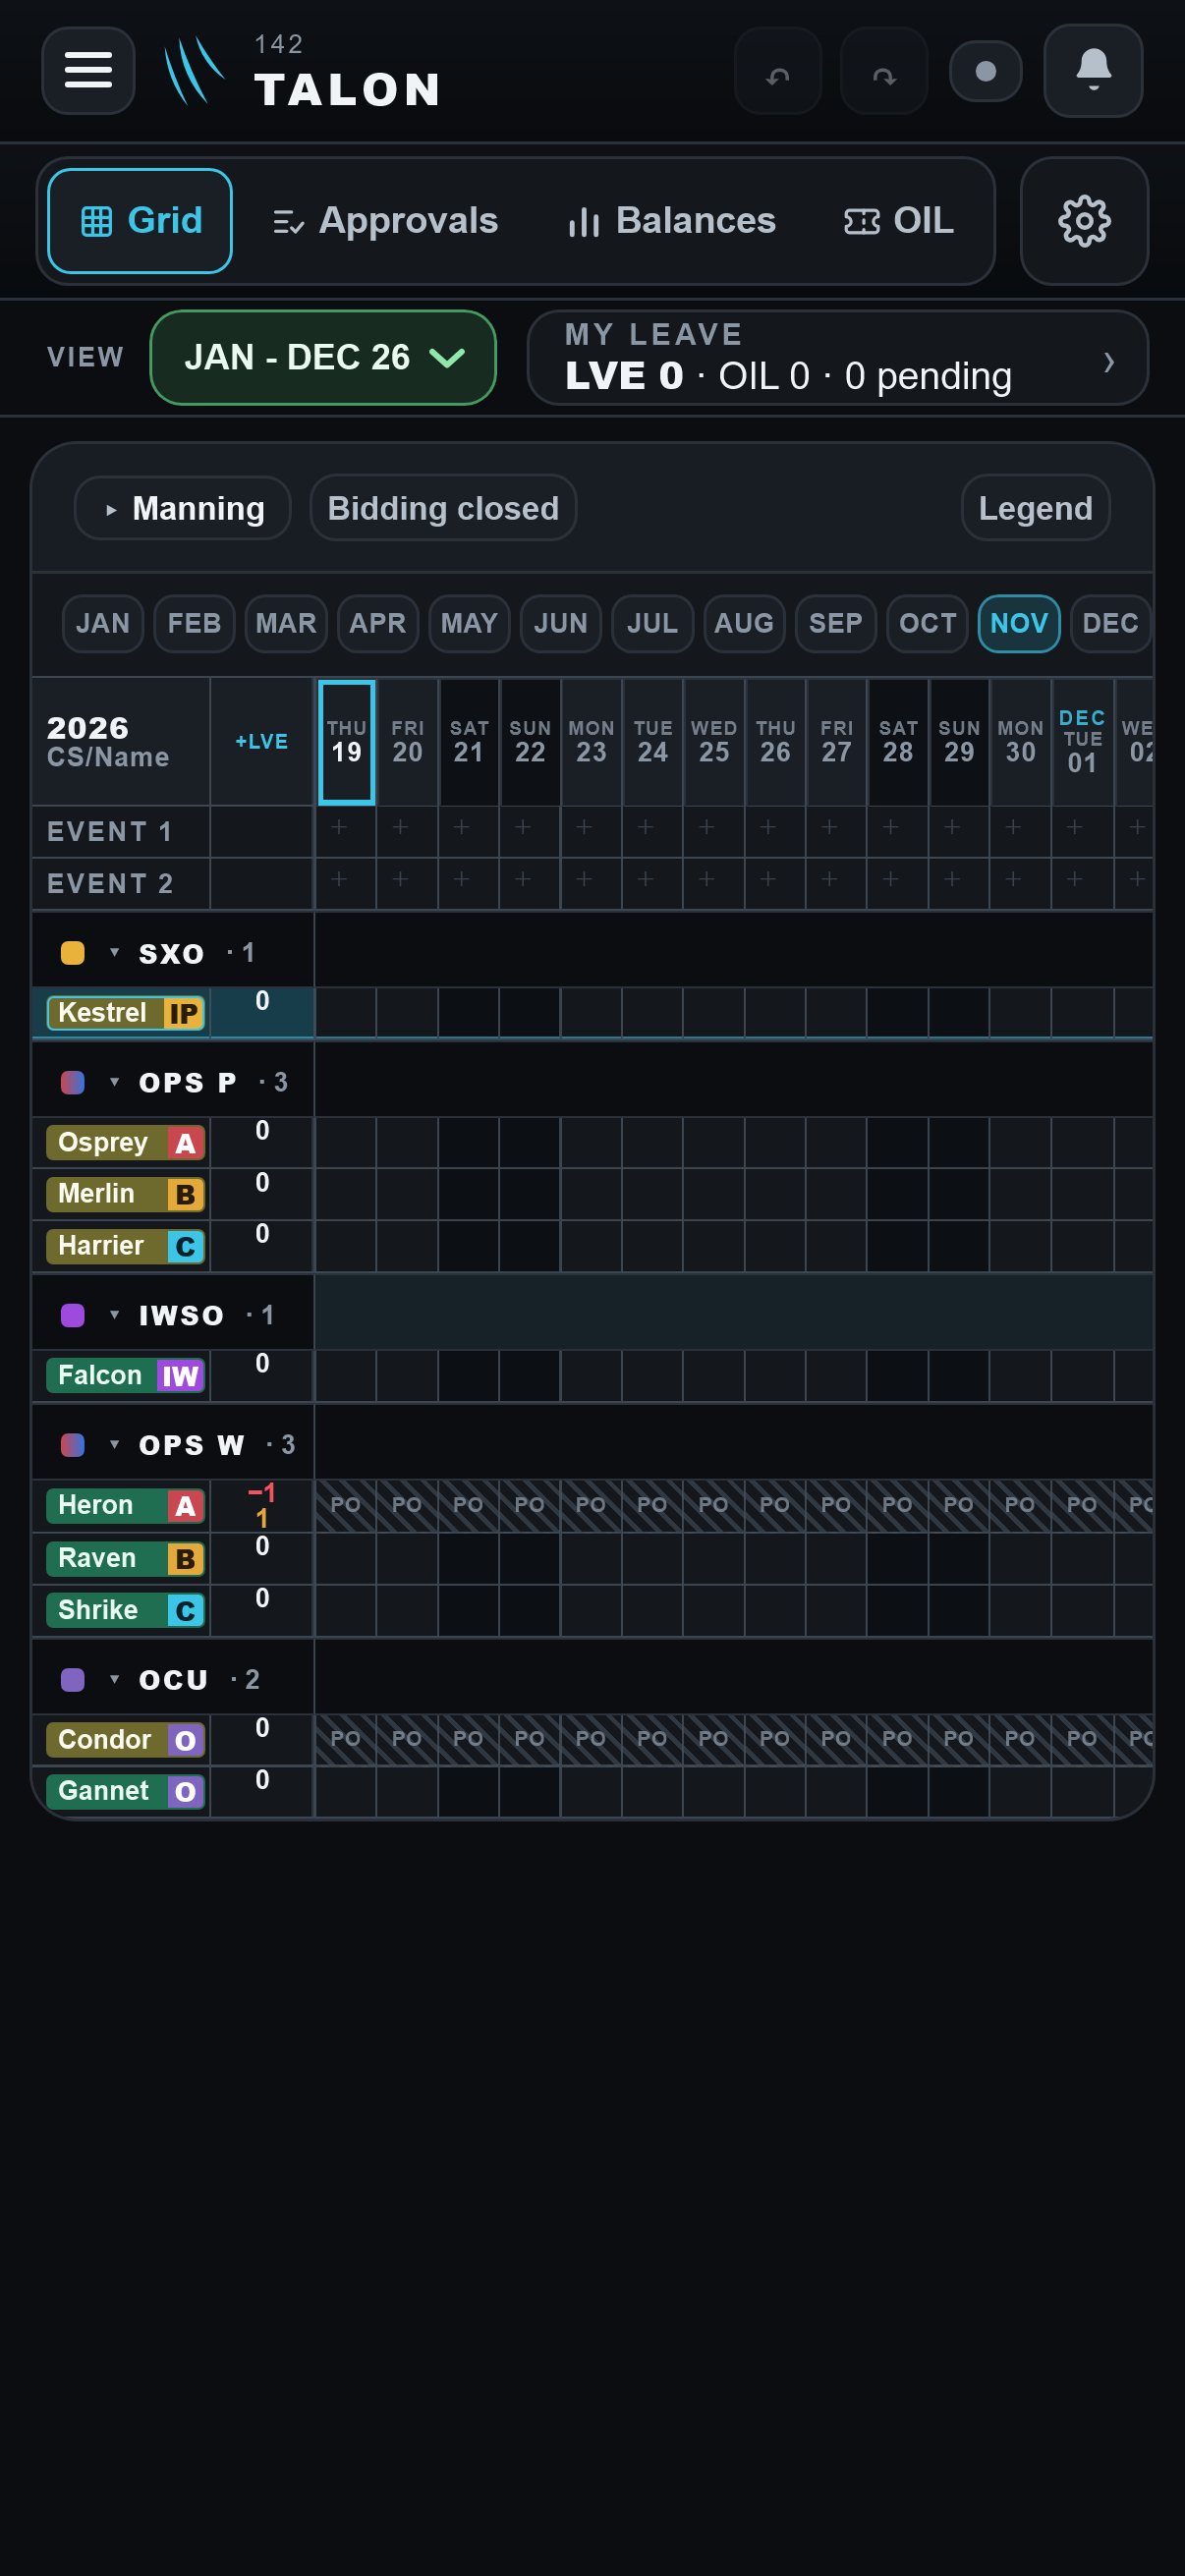 142
TALON
Grid Approvals Balances OIL
VIEW JAN - DEC 26
MY LEAVE
LVE 0 · OIL 0 · 0 pending ›
▸ Manning Bidding closed Legend
JAN FEB MAR APR MAY JUN JUL AUG SEP OCT NOV DEC
2026
CS/Name
+LVE
THU 19 FRI 20 SAT 21 SUN 22 MON 23 TUE 24 WED 25 THU 26 FRI 27 SAT 28 SUN 29 MON 30 DEC TUE 01 WE 02
EVENT 1 + + + + + + + + + + + + + +
EVENT 2 + + + + + + + + + + + + + +
▾ SXO · 1
Kestrel IP 0
▾ OPS P · 3
Osprey A 0
Merlin B 0
Harrier C 0
▾ IWSO · 1
Falcon IW 0
▾ OPS W · 3
Heron A −1 1 PO PO PO PO PO PO PO PO PO PO PO PO PO PO
Raven B 0
Shrike C 0
▾ OCU · 2
Condor O 0 PO PO PO PO PO PO PO PO PO PO PO PO PO PO
Gannet O 0